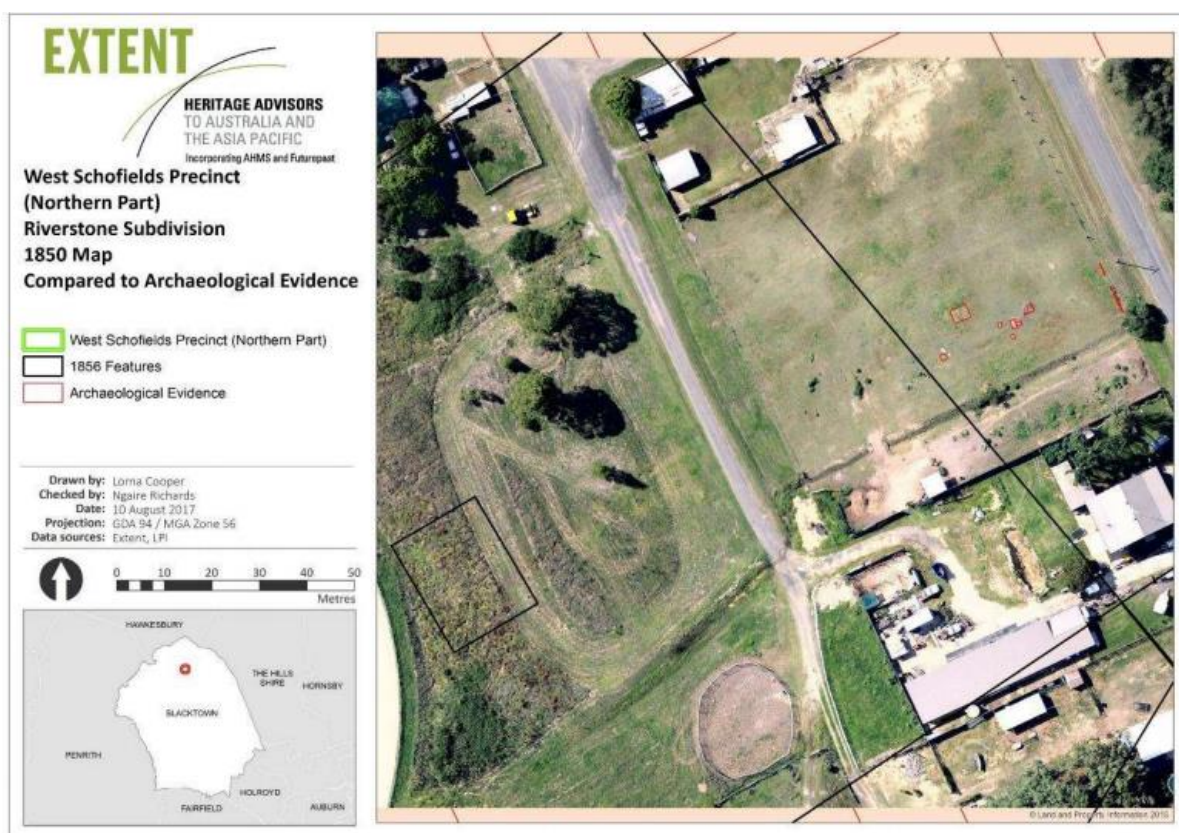 EXTENT
HERITAGE ADVISORS
TO AUSTRALIA AND
THE ASIA PACIFIC
Incorporating AHMS and Futurepast
West Schofields Precinct
(Northern Part)
Riverstone Subdivision
1850 Map
Compared to Archaeological Evidence
West Schofields Precinct (Northern Part)
1856 Features
Archaeological Evidence
Drawn by: Lorna Cooper
Checked by: Ngaire Richards
Date: 10 August 2017
Projection: GDA 94 / MGA Zone 56
Data sources: Extent, LPI
0 10 20 30 40 50
Metres
HAWKESBURY
THE HILLS
SHIRE
HORNSBY
BLACKTOWN
PENRITH
HOLROYD
FAIRFIELD
AUBURN
© Land and Property Information 2015